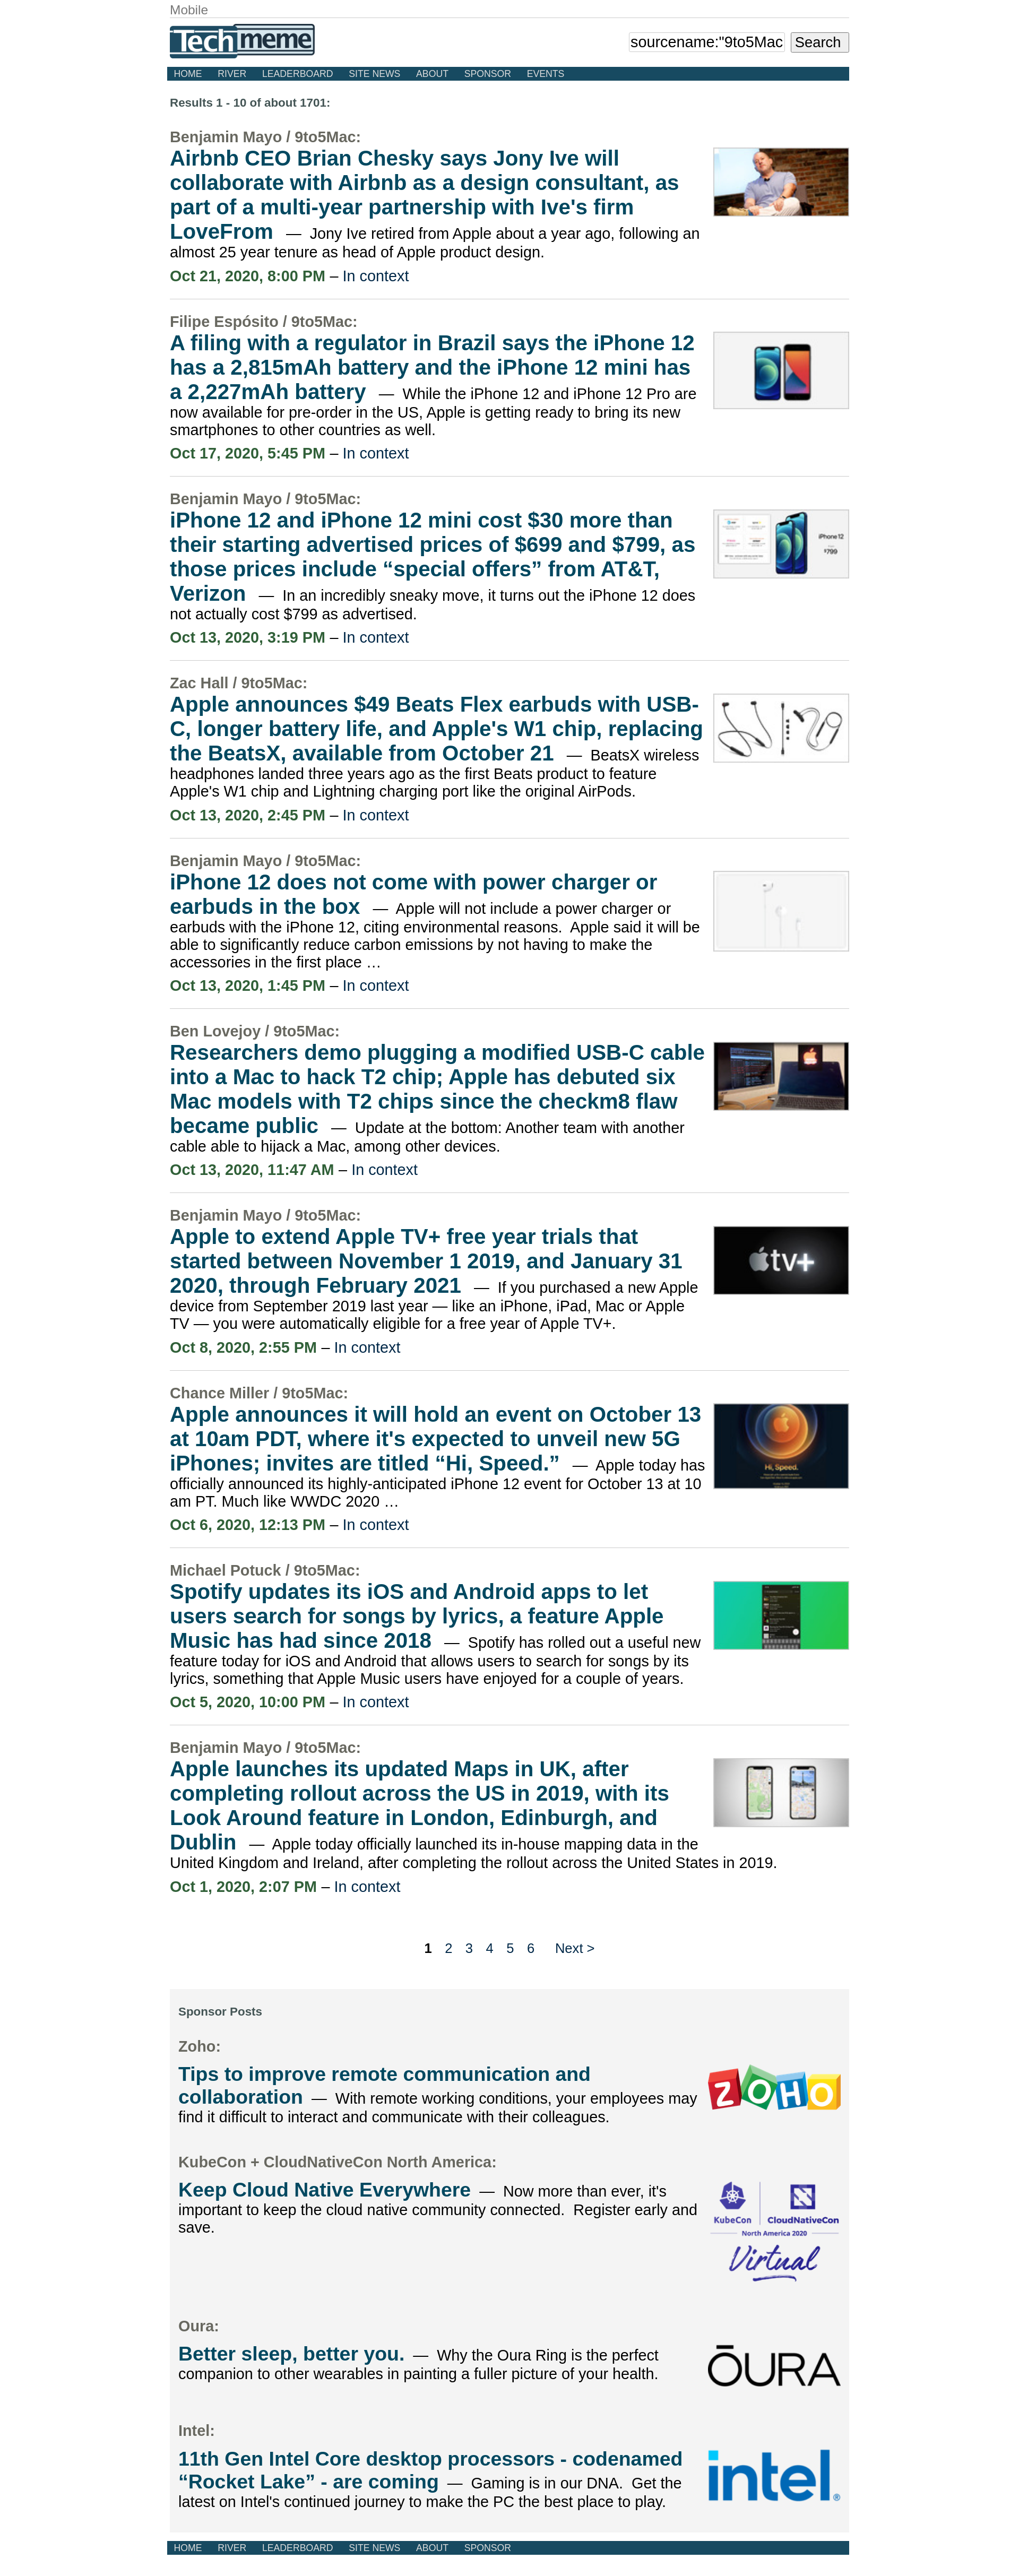 Mobile
Techmeme
sourcename:"9to5Mac
Search
HOME RIVER LEADERBOARD SITE NEWS ABOUT SPONSOR EVENTS
Results 1 - 10 of about 1701:
Benjamin Mayo / 9to5Mac:
Airbnb CEO Brian Chesky says Jony Ive will
collaborate with Airbnb as a design consultant, as
part of a multi-year partnership with Ive's firm
LoveFrom — Jony Ive retired from Apple about a year ago, following an
almost 25 year tenure as head of Apple product design.
Oct 21, 2020, 8:00 PM – In context
Filipe Espósito / 9to5Mac:
A filing with a regulator in Brazil says the iPhone 12
has a 2,815mAh battery and the iPhone 12 mini has
a 2,227mAh battery — While the iPhone 12 and iPhone 12 Pro are
now available for pre-order in the US, Apple is getting ready to bring its new
smartphones to other countries as well.
Oct 17, 2020, 5:45 PM – In context
Benjamin Mayo / 9to5Mac:
iPhone 12 and iPhone 12 mini cost $30 more than
their starting advertised prices of $699 and $799, as
those prices include “special offers” from AT&T,
Verizon — In an incredibly sneaky move, it turns out the iPhone 12 does
not actually cost $799 as advertised.
iPhone 12
$799
Oct 13, 2020, 3:19 PM – In context
Zac Hall / 9to5Mac:
Apple announces $49 Beats Flex earbuds with USB-
C, longer battery life, and Apple's W1 chip, replacing
the BeatsX, available from October 21 — BeatsX wireless
headphones landed three years ago as the first Beats product to feature
Apple's W1 chip and Lightning charging port like the original AirPods.
Oct 13, 2020, 2:45 PM – In context
Benjamin Mayo / 9to5Mac:
iPhone 12 does not come with power charger or
earbuds in the box — Apple will not include a power charger or
earbuds with the iPhone 12, citing environmental reasons. Apple said it will be
able to significantly reduce carbon emissions by not having to make the
accessories in the first place …
Oct 13, 2020, 1:45 PM – In context
Ben Lovejoy / 9to5Mac:
Researchers demo plugging a modified USB-C cable
into a Mac to hack T2 chip; Apple has debuted six
Mac models with T2 chips since the checkm8 flaw
became public — Update at the bottom: Another team with another
cable able to hijack a Mac, among other devices.
Oct 13, 2020, 11:47 AM – In context
Benjamin Mayo / 9to5Mac:
Apple to extend Apple TV+ free year trials that
started between November 1 2019, and January 31
2020, through February 2021 — If you purchased a new Apple
device from September 2019 last year — like an iPhone, iPad, Mac or Apple
TV — you were automatically eligible for a free year of Apple TV+.
tv+
Oct 8, 2020, 2:55 PM – In context
Chance Miller / 9to5Mac:
Apple announces it will hold an event on October 13
at 10am PDT, where it's expected to unveil new 5G
iPhones; invites are titled “Hi, Speed.” — Apple today has
officially announced its highly-anticipated iPhone 12 event for October 13 at 10
am PT. Much like WWDC 2020 …
Hi, Speed.
Oct 6, 2020, 12:13 PM – In context
Michael Potuck / 9to5Mac:
Spotify updates its iOS and Android apps to let
users search for songs by lyrics, a feature Apple
Music has had since 2018 — Spotify has rolled out a useful new
feature today for iOS and Android that allows users to search for songs by its
lyrics, something that Apple Music users have enjoyed for a couple of years.
Oct 5, 2020, 10:00 PM – In context
Benjamin Mayo / 9to5Mac:
Apple launches its updated Maps in UK, after
completing rollout across the US in 2019, with its
Look Around feature in London, Edinburgh, and
Dublin — Apple today officially launched its in-house mapping data in the
United Kingdom and Ireland, after completing the rollout across the United States in 2019.
Oct 1, 2020, 2:07 PM – In context
1 2 3 4 5 6 Next >
Sponsor Posts
Zoho:
Tips to improve remote communication and
collaboration — With remote working conditions, your employees may
find it difficult to interact and communicate with their colleagues.
ZOHO
KubeCon + CloudNativeCon North America:
Keep Cloud Native Everywhere — Now more than ever, it's
important to keep the cloud native community connected. Register early and
save.
KubeCon CloudNativeCon
North America 2020
Virtual
Oura:
Better sleep, better you. — Why the Oura Ring is the perfect
companion to other wearables in painting a fuller picture of your health.
ŌURA
Intel:
11th Gen Intel Core desktop processors - codenamed
“Rocket Lake” - are coming — Gaming is in our DNA. Get the
latest on Intel's continued journey to make the PC the best place to play.
intel®
HOME RIVER LEADERBOARD SITE NEWS ABOUT SPONSOR